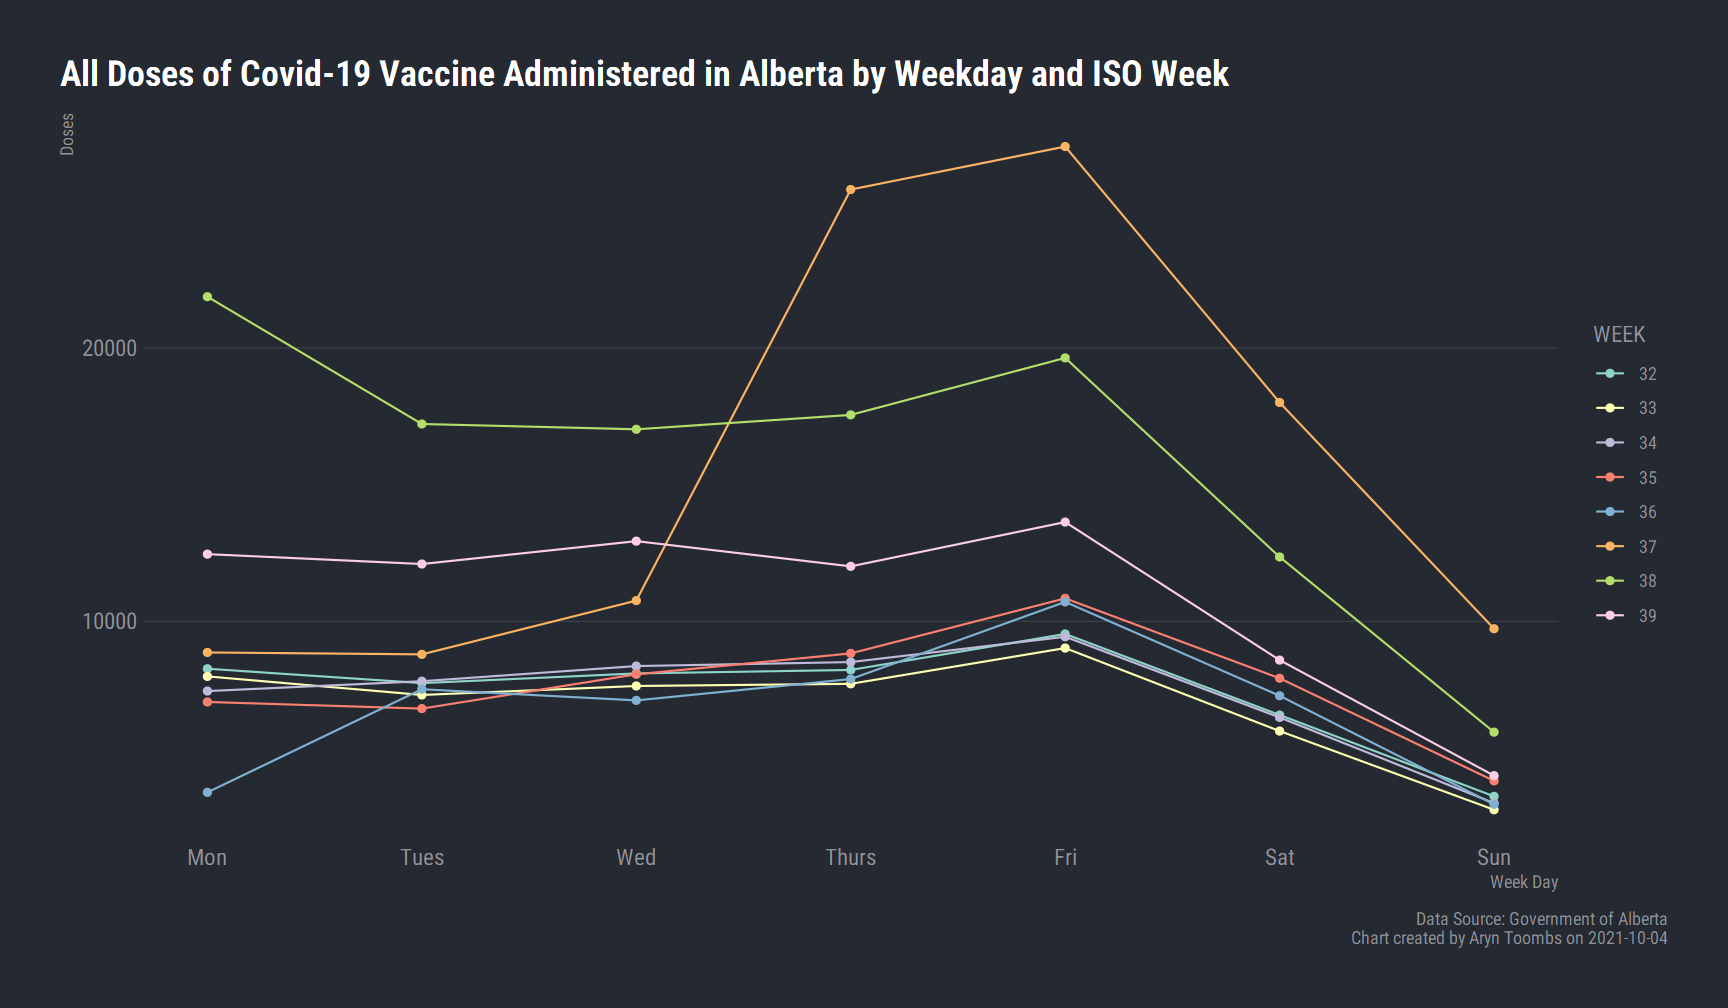 All Doses of Covid-19 Vaccine Administered in Alberta by Weekday and ISO Week
Doses
20000
10000
Mon
Tues
Wed
Thurs
Fri
Sat
Sun
Week Day
WEEK
32
33
34
35
36
37
38
39
Data Source: Government of Alberta
Chart created by Aryn Toombs on 2021-10-04